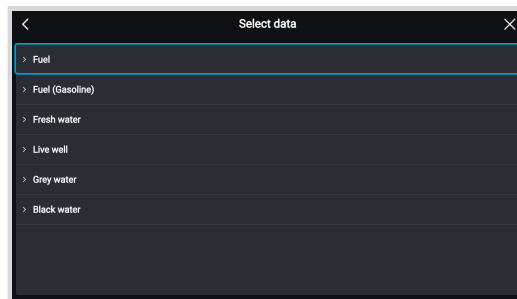 Select data
Fuel
Fuel (Gasoline)
Fresh water
Live well
Grey water
Black water